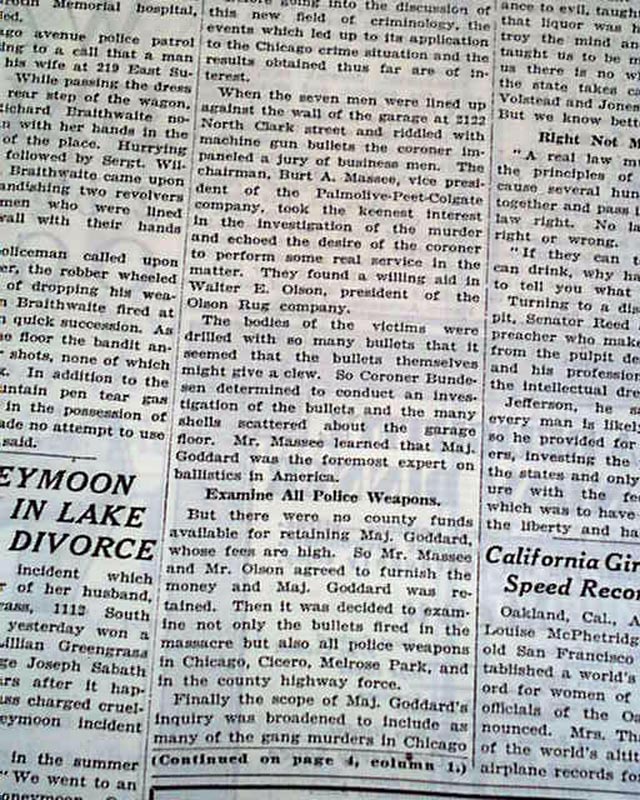 Memorial hospital,
ago avenue police patrol
ing to a call that a man
his wife at 219 East Su-
While passing the dress
rear step of the wagon,
Richard Braithwaite no-
n with her hands in the
of the place. Hurrying
followed by Sergt. Wil-
Braithwaite came upon
andishing two revolvers
men who were lined
wall with their hands
policeman called upon
er, the robber wheeled
of dropping his wea-
n Braithwaite fired at
n quick succession. As
he floor the bandit an-
shots, none of which
In addition to the
untain pen tear gas
in the possession of
ade no attempt to use
said.
EYMOON
IN LAKE
DIVORCE
incident which
r of her husband,
rass, 1112 South
yesterday won a
Lillian Greengrass
ge Joseph Sabath
rs after it hap-
ss charged cruel-
eymoon incident
in the summer
"We went to an
going into the discussion of
this new field of criminology, the
events which led up to its application
to the Chicago crime situation and the
results obtained thus far are of in-
terest.
When the seven men were lined up
against the wall of the garage at 2122
North Clark street and riddled with
machine gun bullets the coroner im-
paneled a jury of business men. The
chairman, Burt A. Massee, vice presi-
dent of the Palmolive-Peet-Colgate
company, took the keenest interest
in the investigation of the murder
and echoed the desire of the coroner
to perform some real service in the
matter. They found a willing aid in
Walter E. Olson, president of the
Olson Rug company.
The bodies of the victims were
drilled with so many bullets that it
seemed that the bullets themselves
might give a clew. So Coroner Bunde-
sen determined to conduct an inves-
tigation of the bullets and the many
shells scattered about the garage
floor. Mr. Massee learned that Maj.
Goddard was the foremost expert on
ballistics in America.
Examine All Police Weapons.
But there were no county funds
available for retaining Maj. Goddard,
whose fees are high. So Mr. Massee
and Mr. Olson agreed to furnish the
money and Maj. Goddard was re-
tained. Then it was decided to exam-
ine not only the bullets fired in the
massacre but also all police weapons
in Chicago, Cicero, Melrose Park, and
in the county highway force.
Finally the scope of Maj. Goddard's
inquiry was broadened to include as
many of the gang murders in Chicago
(Continued on page 4, column 1.)
ance to evil, taugh
that liquor was h
troy the mind an
taught us to be m
us there is no w
the state takes ca
Volstead and Jones
But we know bett
Right Not M
"A real law m
the principles of
cause several hun
together and pass
law right. No la
right or wrong.
"If they can t
can drink, why ha
to tell you what
Turning to a dis
pit, Senator Reed
preacher who make
from the pulpit de
and his profession
the intellectual dre
Jefferson, he s
every man is likely
so he provided for
ers, investing the
the states and only
ure with the fe
which was to have
the liberty and ha
California Gir
Speed Reco
Oakland, Cal., A
Louise McPhetridg
old San Francisco
tablished a world's
ord for women of
officials of the O
nounced. Mrs. Th
of the world's alti
airplane records fo